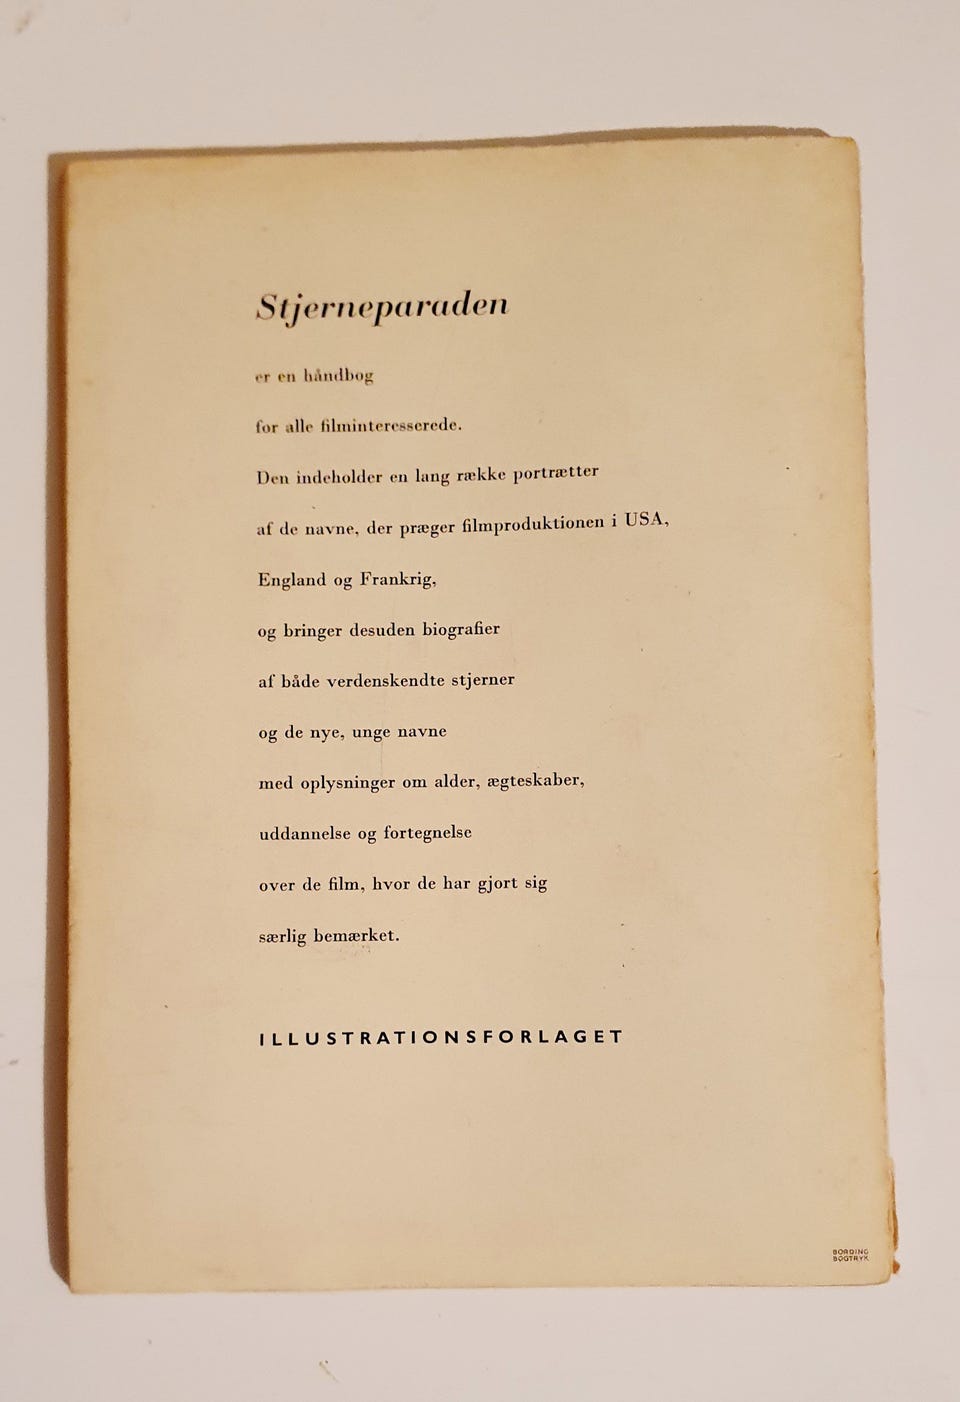 Stjerneparaden
er en håndbog
for alle filminteresserede.
Den indeholder en lang række portrætter
af de navne, der præger filmproduktionen i USA,
England og Frankrig,
og bringer desuden biografier
af både verdenskendte stjerner
og de nye, unge navne
med oplysninger om alder, ægteskaber,
uddannelse og fortegnelse
over de film, hvor de har gjort sig
særlig bemærket.
ILLUSTRATIONSFORLAGET
BORDING
BOGTRYK